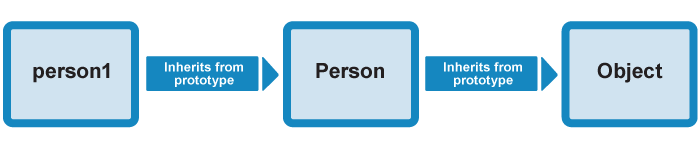 person1
Inherits from
prototype
Person
Inherits from
prototype
Object